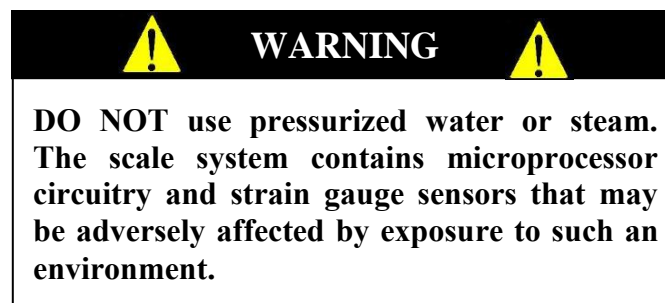 WARNING
DO NOT use pressurized water or steam.
The scale system contains microprocessor
circuitry and strain gauge sensors that may
be adversely affected by exposure to such an
environment.